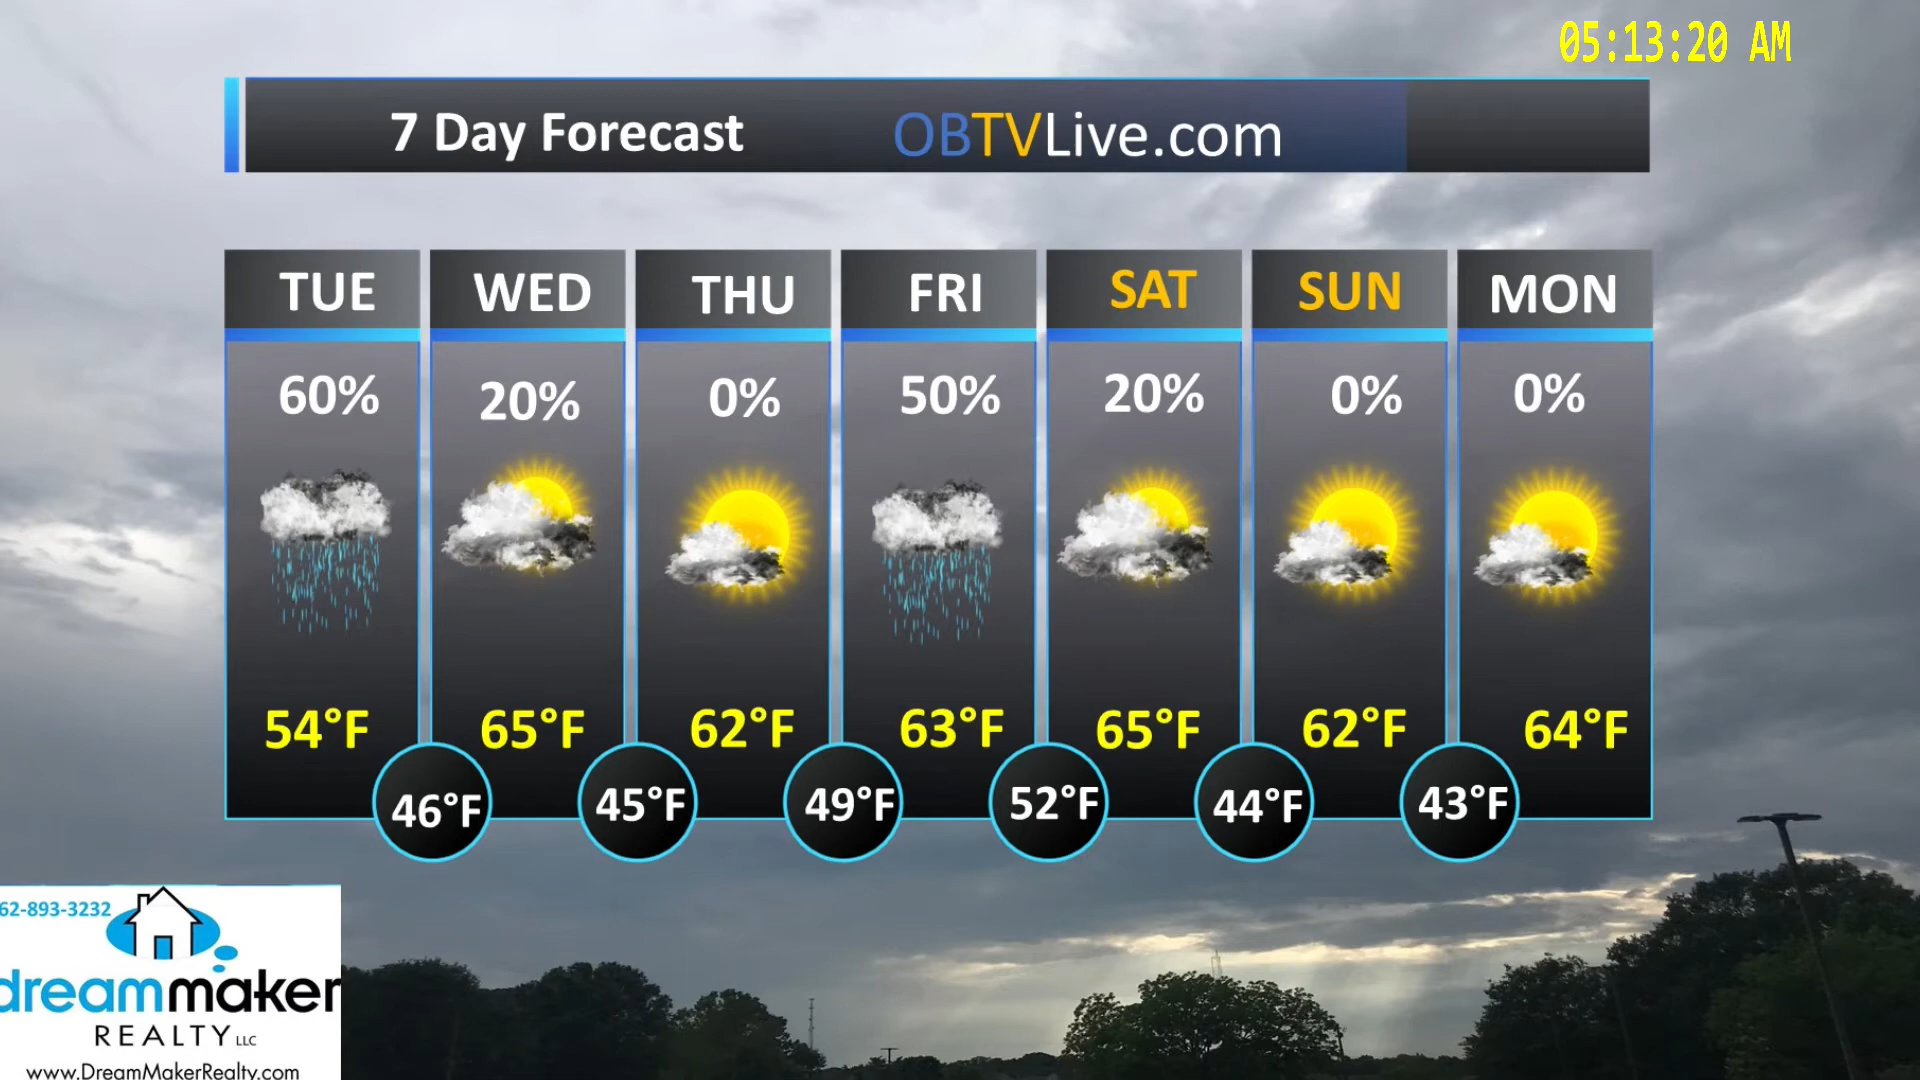 05:13:20 AM
7 Day Forecast OBTVLive.com
TUE WED THU FRI SAT SUN MON
60% 20% 0% 50% 20% 0% 0%
54°F 65°F 62°F 63°F 65°F 62°F 64°F
46°F 45°F 49°F 52°F 44°F 43°F
62-893-3232
dreammaker
REALTY LLC
www.DreamMakerRealty.com